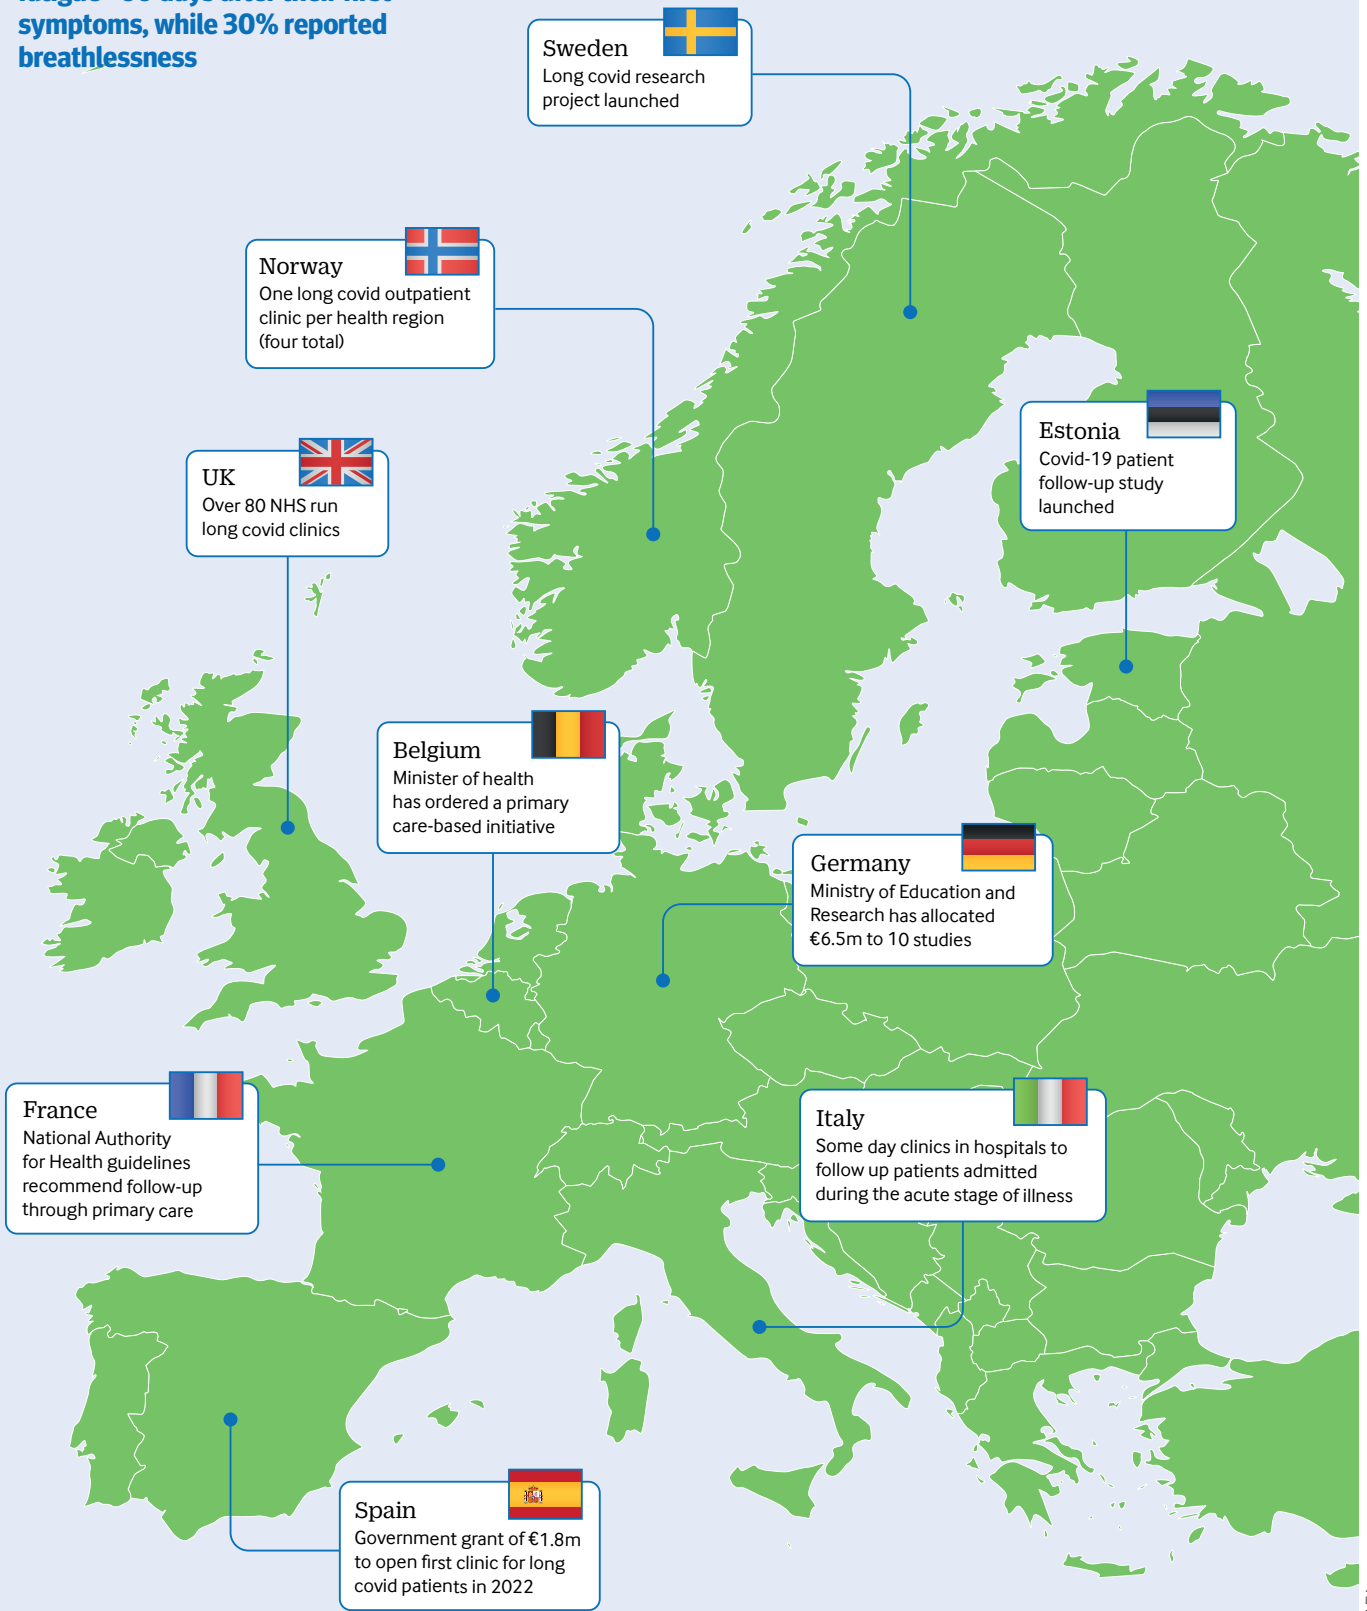 symptoms, while 30% reported
breathlessness
Sweden
Long covid research
project launched
Norway
One long covid outpatient
clinic per health region
(four total)
Estonia
Covid-19 patient
follow-up study
launched
UK
Over 80 NHS run
long covid clinics
Belgium
Minister of health
has ordered a primary
care-based initiative
Germany
Ministry of Education and
Research has allocated
€6.5m to 10 studies
France
National Authority
for Health guidelines
recommend follow-up
through primary care
Italy
Some day clinics in hospitals to
follow up patients admitted
during the acute stage of illness
Spain
Government grant of €1.8m
to open first clinic for long
covid patients in 2022